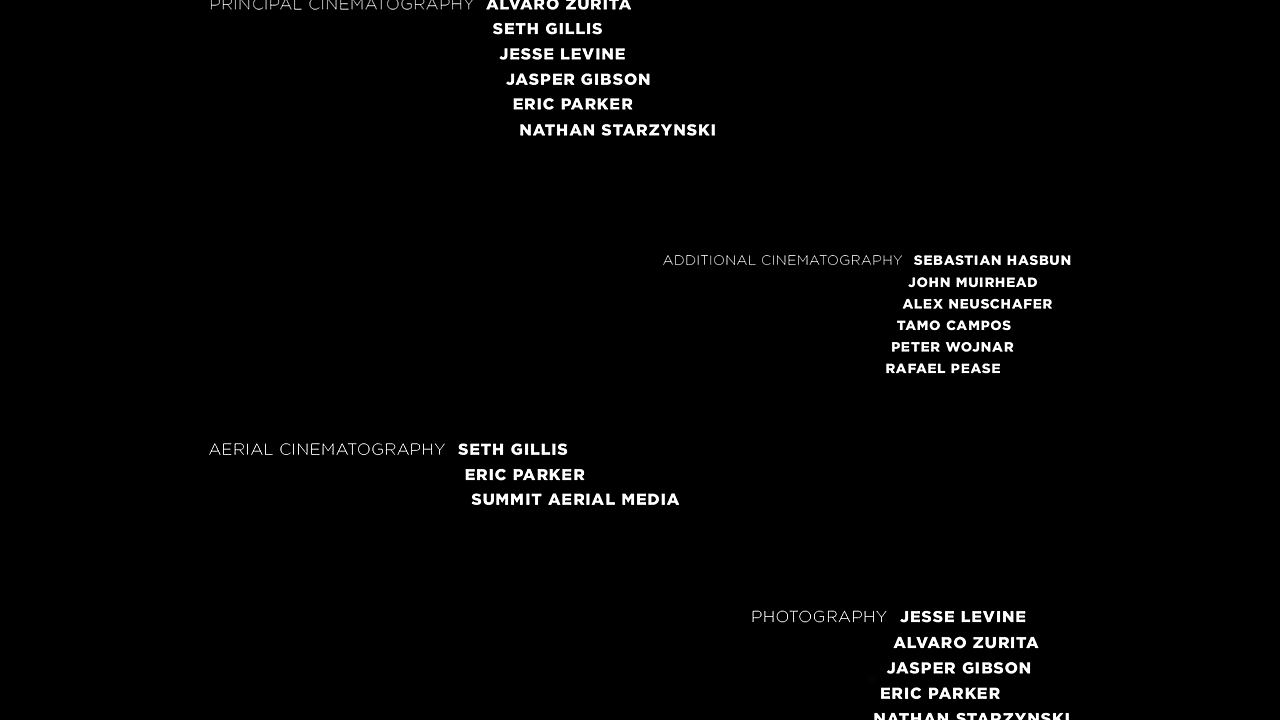 PRINCIPAL CINEMATOGRAPHY ALVARO ZURITA
SETH GILLIS
JESSE LEVINE
JASPER GIBSON
ERIC PARKER
NATHAN STARZYNSKI
ADDITIONAL CINEMATOGRAPHY SEBASTIAN HASBUN
JOHN MUIRHEAD
ALEX NEUSCHAFER
TAMO CAMPOS
PETER WOJNAR
RAFAEL PEASE
AERIAL CINEMATOGRAPHY SETH GILLIS
ERIC PARKER
SUMMIT AERIAL MEDIA
PHOTOGRAPHY JESSE LEVINE
ALVARO ZURITA
JASPER GIBSON
ERIC PARKER
NATHAN STARZYNSKI